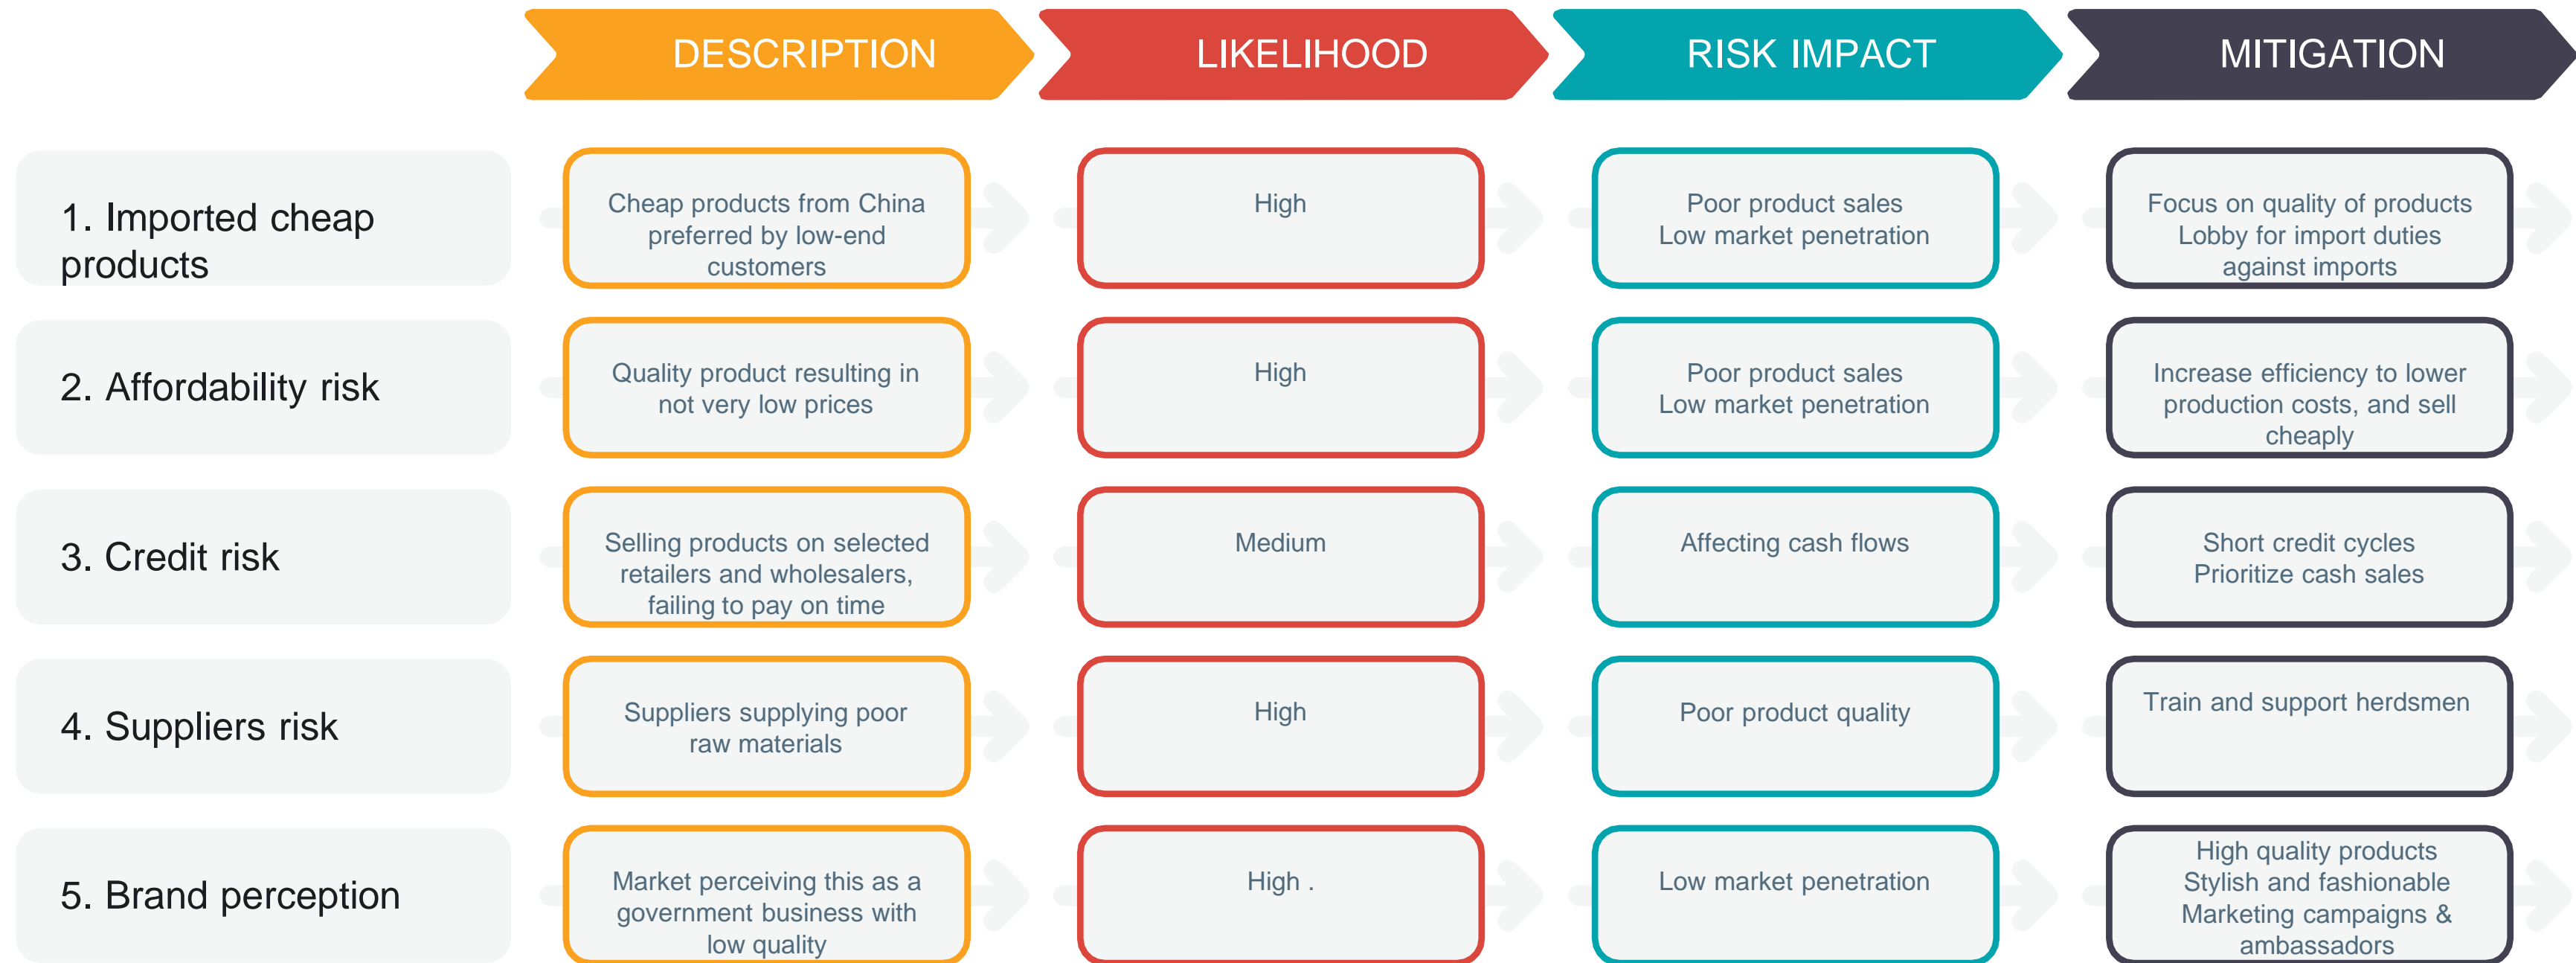 DESCRIPTION
LIKELIHOOD
RISK IMPACT
MITIGATION
1. Imported cheap
products
Cheap products from China
preferred by low-end
customers
High
Poor product sales
Low market penetration
Focus on quality of products
Lobby for import duties
against imports
2. Affordability risk
Quality product resulting in
not very low prices
High
Poor product sales
Low market penetration
Increase efficiency to lower
production costs, and sell
cheaply
3. Credit risk
Selling products on selected
retailers and wholesalers,
failing to pay on time
Medium
Affecting cash flows
Short credit cycles
Prioritize cash sales
4. Suppliers risk
Suppliers supplying poor
raw materials
High
Poor product quality
Train and support herdsmen
5. Brand perception
Market perceiving this as a
government business with
low quality
High .
Low market penetration
High quality products
Stylish and fashionable
Marketing campaigns &
ambassadors